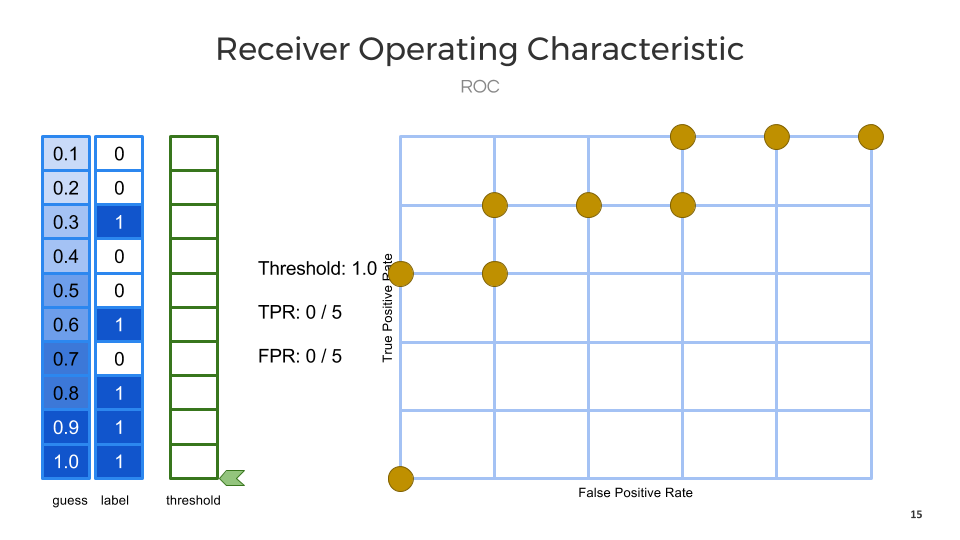 Receiver Operating Characteristic
ROC
0.1 0
0.2 0
0.3 1
0.4 0
0.5 0
0.6 1
0.7 0
0.8 1
0.9 1
1.0 1
guess label threshold
Threshold: 1.0
TPR: 0 / 5
FPR: 0 / 5
True Positive Rate
False Positive Rate
15